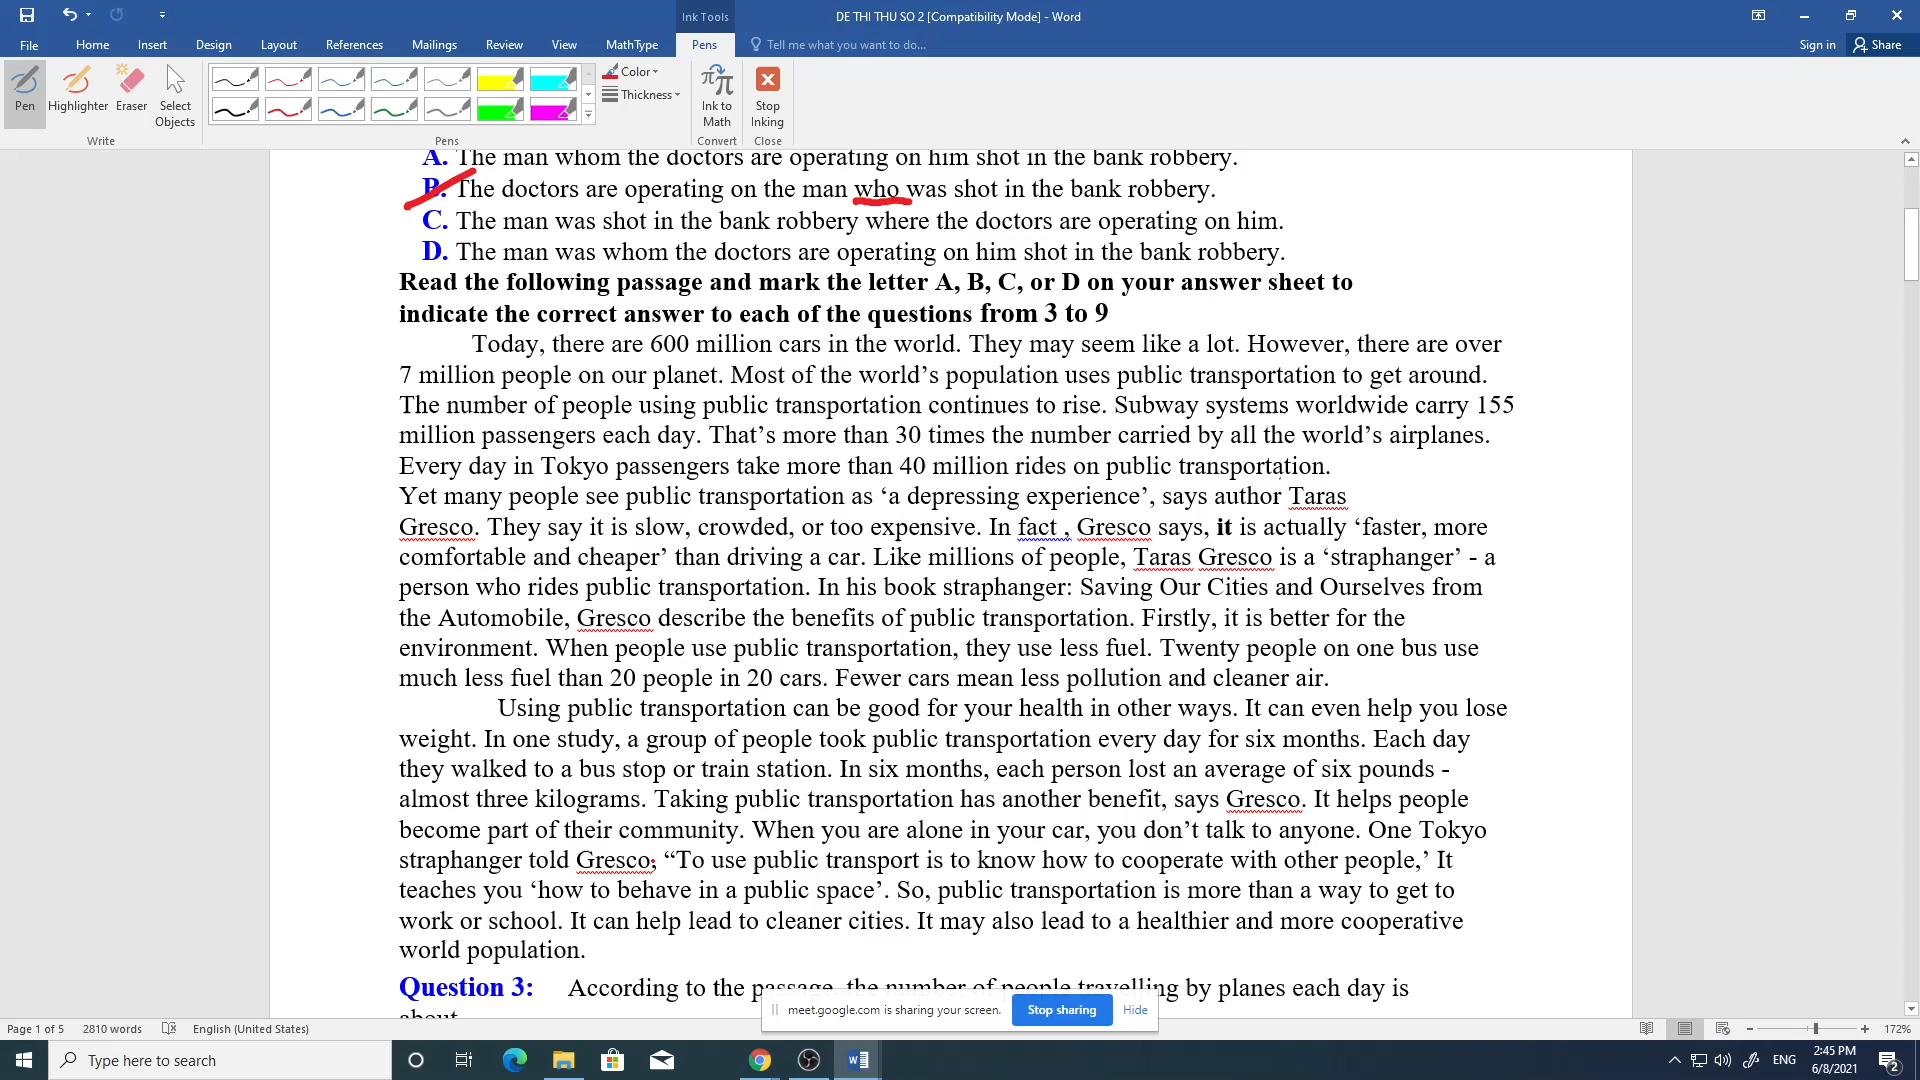 Ink Tools
DE THI THU SO 2 [Compatibility Mode] - Word
File Home Insert Design Layout References Mailings Review View MathType Pens Tell me what you want to do... Sign in Share
Pen Highlighter Eraser Select Objects
Color
Thickness
Ink to Math
Stop Inking
Write Pens Convert Close
A. The man whom the doctors are operating on him shot in the bank robbery.
B. The doctors are operating on the man who was shot in the bank robbery.
C. The man was shot in the bank robbery where the doctors are operating on him.
D. The man was whom the doctors are operating on him shot in the bank robbery.
Read the following passage and mark the letter A, B, C, or D on your answer sheet to
indicate the correct answer to each of the questions from 3 to 9
Today, there are 600 million cars in the world. They may seem like a lot. However, there are over
7 million people on our planet. Most of the world’s population uses public transportation to get around.
The number of people using public transportation continues to rise. Subway systems worldwide carry 155
million passengers each day. That’s more than 30 times the number carried by all the world’s airplanes.
Every day in Tokyo passengers take more than 40 million rides on public transportation.
Yet many people see public transportation as ‘a depressing experience’, says author Taras
Gresco. They say it is slow, crowded, or too expensive. In fact , Gresco says, it is actually ‘faster, more
comfortable and cheaper’ than driving a car. Like millions of people, Taras Gresco is a ‘straphanger’ - a
person who rides public transportation. In his book straphanger: Saving Our Cities and Ourselves from
the Automobile, Gresco describe the benefits of public transportation. Firstly, it is better for the
environment. When people use public transportation, they use less fuel. Twenty people on one bus use
much less fuel than 20 people in 20 cars. Fewer cars mean less pollution and cleaner air.
Using public transportation can be good for your health in other ways. It can even help you lose
weight. In one study, a group of people took public transportation every day for six months. Each day
they walked to a bus stop or train station. In six months, each person lost an average of six pounds -
almost three kilograms. Taking public transportation has another benefit, says Gresco. It helps people
become part of their community. When you are alone in your car, you don’t talk to anyone. One Tokyo
straphanger told Gresco; “To use public transport is to know how to cooperate with other people,’ It
teaches you ‘how to behave in a public space’. So, public transportation is more than a way to get to
work or school. It can help lead to cleaner cities. It may also lead to a healthier and more cooperative
world population.
Question 3: According to the passage, the number of people travelling by planes each day is
about
meet.google.com is sharing your screen. Stop sharing Hide
Page 1 of 5 2810 words English (United States) 172%
Type here to search
ENG
2:45 PM
6/8/2021
2